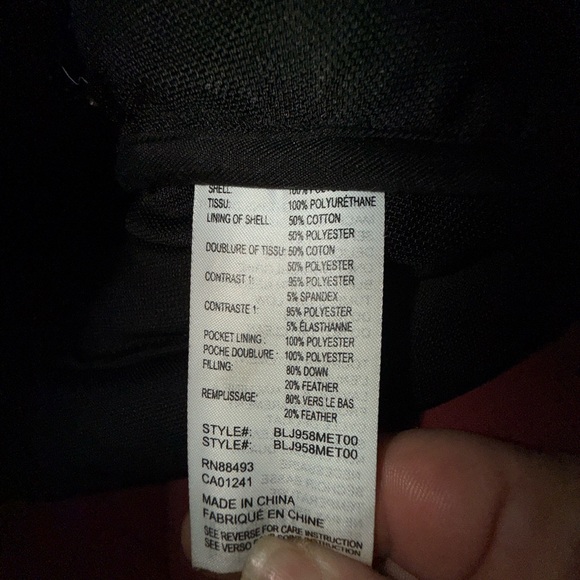 SHELL:
TISSU: 100% POLYURÉTHANE
LINING OF SHELL 50% COTTON
50% POLYESTER
DOUBLURE OF TISSU: 50% COTON
50% POLYESTER
CONTRAST 1: 95% POLYESTER
5% SPANDEX
CONTRASTE 1: 95% POLYESTER
5% ÉLASTHANNE
POCKET LINING: 100% POLYESTER
POCHE DOUBLURE: 100% POLYESTER
FILLING: 80% DOWN
20% FEATHER
REMPLISSAGE: 80% VERS LE BAS
20% FEATHER
STYLE#: BLJ958MET00
STYLE#: BLJ958MET00
RN88493
CA01241
MADE IN CHINA
FABRIQUÉ EN CHINE
SEE REVERSE FOR CARE INSTRUCTION
SEE VERSO INSTRUCTION